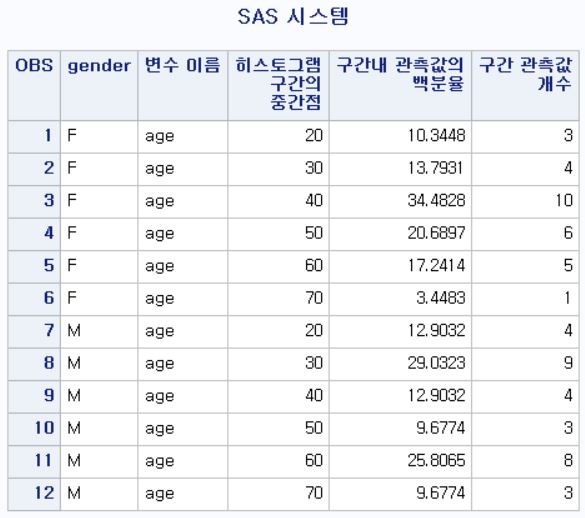 SAS 시스템
OBS gender 변수 이름 히스토그램 구간내 관측값의 구간 관측값
구간의 백분율 개수
중간점
1 F age 20 10.3448 3
2 F age 30 13.7931 4
3 F age 40 34.4828 10
4 F age 50 20.6897 6
5 F age 60 17.2414 5
6 F age 70 3.4483 1
7 M age 20 12.9032 4
8 M age 30 29.0323 9
9 M age 40 12.9032 4
10 M age 50 9.6774 3
11 M age 60 25.8065 8
12 M age 70 9.6774 3